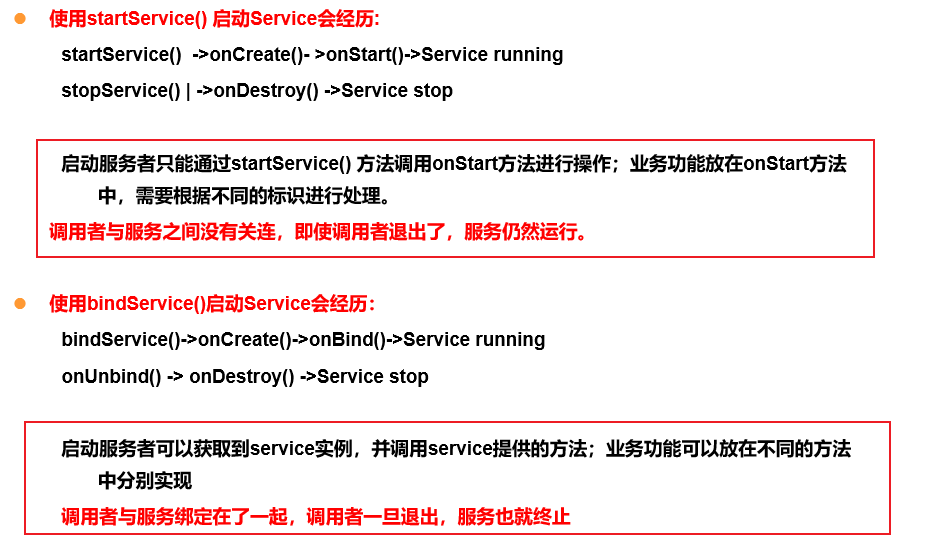 使用startService() 启动Service会经历:
startService()  ->onCreate()- >onStart()->Service running
stopService() | ->onDestroy() ->Service stop
启动服务者只能通过startService() 方法调用onStart方法进行操作；业务功能放在onStart方法
中，需要根据不同的标识进行处理。
调用者与服务之间没有关连，即使调用者退出了，服务仍然运行。
使用bindService()启动Service会经历：
bindService()->onCreate()->onBind()->Service running
onUnbind() -> onDestroy() ->Service stop
启动服务者可以获取到service实例，并调用service提供的方法；业务功能可以放在不同的方法
中分别实现
调用者与服务绑定在了一起，调用者一旦退出，服务也就终止